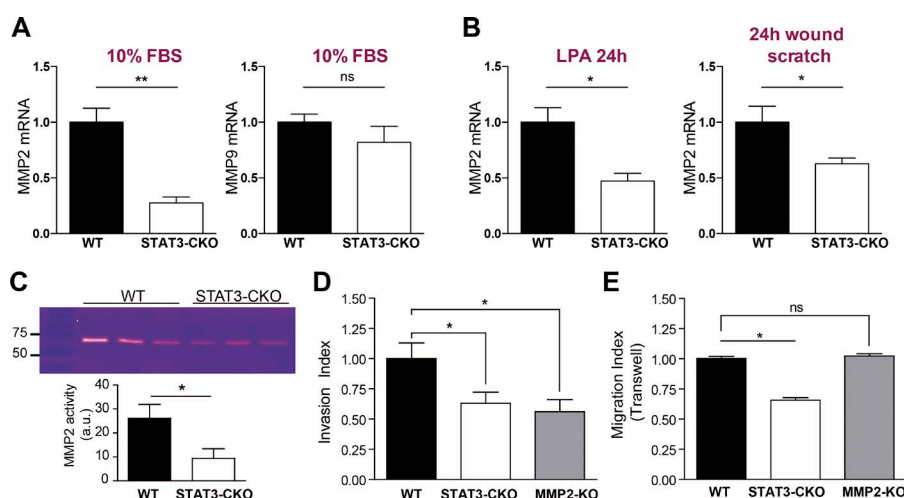 A
10% FBS
MMP2 mRNA
1.5
1.0
0.5
0.0
**
WT
STAT3-CKO
10% FBS
MMP9 mRNA
1.5
1.0
0.5
0.0
ns
WT
STAT3-CKO
B
LPA 24h
MMP2 mRNA
1.5
1.0
0.5
0.0
*
WT
STAT3-CKO
24h wound
scratch
MMP2 mRNA
1.5
1.0
0.5
0.0
*
WT
STAT3-CKO
C
WT
STAT3-CKO
75
50
MMP2 activity
(a.u.)
40
30
20
10
0
*
WT
STAT3-CKO
D
Invasion Index
1.50
1.25
1.00
0.75
0.50
0.25
0.00
*
*
WT
STAT3-CKO
MMP2-KO
E
Migration Index
(Transwell)
1.50
1.25
1.00
0.75
0.50
0.25
0.00
ns
*
WT
STAT3-CKO
MMP2-KO